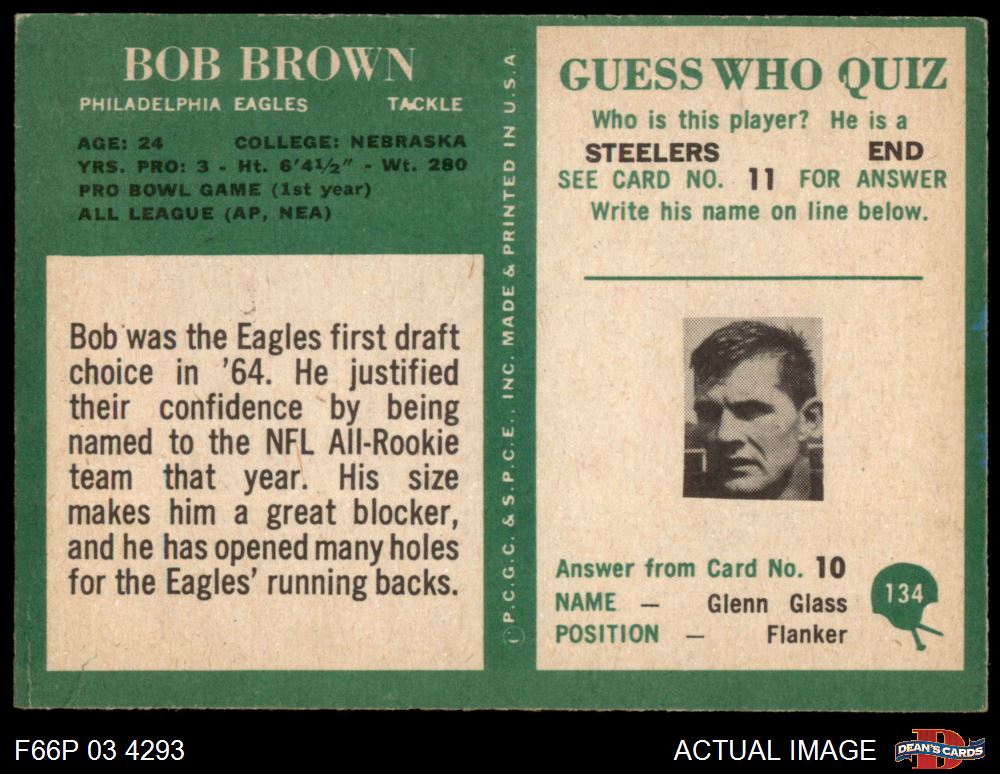 BOB BROWN
PHILADELPHIA EAGLES TACKLE
AGE: 24 COLLEGE: NEBRASKA
YRS. PRO: 3 - Ht. 6'4½" - Wt. 280
PRO BOWL GAME (1st year)
ALL LEAGUE (AP, NEA)
Bob was the Eagles first draft
choice in '64. He justified
their confidence by being
named to the NFL All-Rookie
team that year. His size
makes him a great blocker,
and he has opened many holes
for the Eagles' running backs.
© P.C.G.C. & S.P.C.E., INC. MADE & PRINTED IN U.S.A.
GUESS WHO QUIZ
Who is this player? He is a
STEELERS END
SEE CARD NO. 11 FOR ANSWER
Write his name on line below.
Answer from Card No. 10
NAME — Glenn Glass
POSITION — Flanker
134
F66P 03 4293
ACTUAL IMAGE
D
DEAN'S CARDS